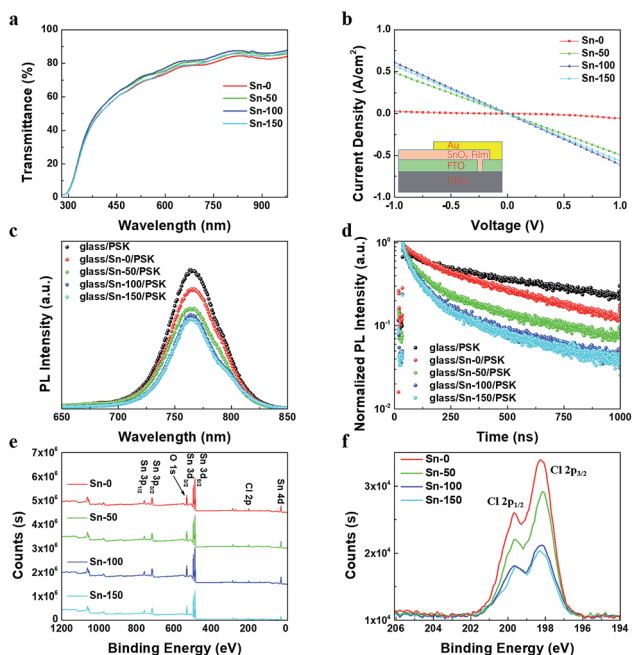 a
Transmittance (%)
100
80
60
40
20
0
300 450 600 750 900
Wavelength (nm)
Sn-0
Sn-50
Sn-100
Sn-150
b
Current Density (A/cm²)
1.0
0.5
0.0
-0.5
-1.0
-1.0 -0.5 0.0 0.5 1.0
Voltage (V)
Sn-0
Sn-50
Sn-100
Sn-150
Au
SnO₂ Film
FTO
c
PL Intensity (a.u.)
650 700 750 800 850
Wavelength (nm)
glass/PSK
glass/Sn-0/PSK
glass/Sn-50/PSK
glass/Sn-100/PSK
glass/Sn-150/PSK
d
Normalized PL Intensity (a.u.)
10⁰
10⁻¹
10⁻²
0 250 500 750 1000
Time (ns)
glass/PSK
glass/Sn-0/PSK
glass/Sn-50/PSK
glass/Sn-100/PSK
glass/Sn-150/PSK
e
Counts (s)
8x10⁶
7x10⁶
6x10⁶
5x10⁶
4x10⁶
3x10⁶
2x10⁶
1x10⁶
0
1200 1000 800 600 400 200 0
Binding Energy (eV)
Sn-0
Sn-50
Sn-100
Sn-150
Sn 3p₁/₂
Sn 3p₃/₂
O 1s
Sn 3d₃/₂
Sn 3d₅/₂
Cl 2p
Sn 4d
f
Counts (s)
3x10⁴
2x10⁴
1x10⁴
206 204 202 200 198 196 194
Binding Energy (eV)
Sn-0
Sn-50
Sn-100
Sn-150
Cl 2p₁/₂
Cl 2p₃/₂